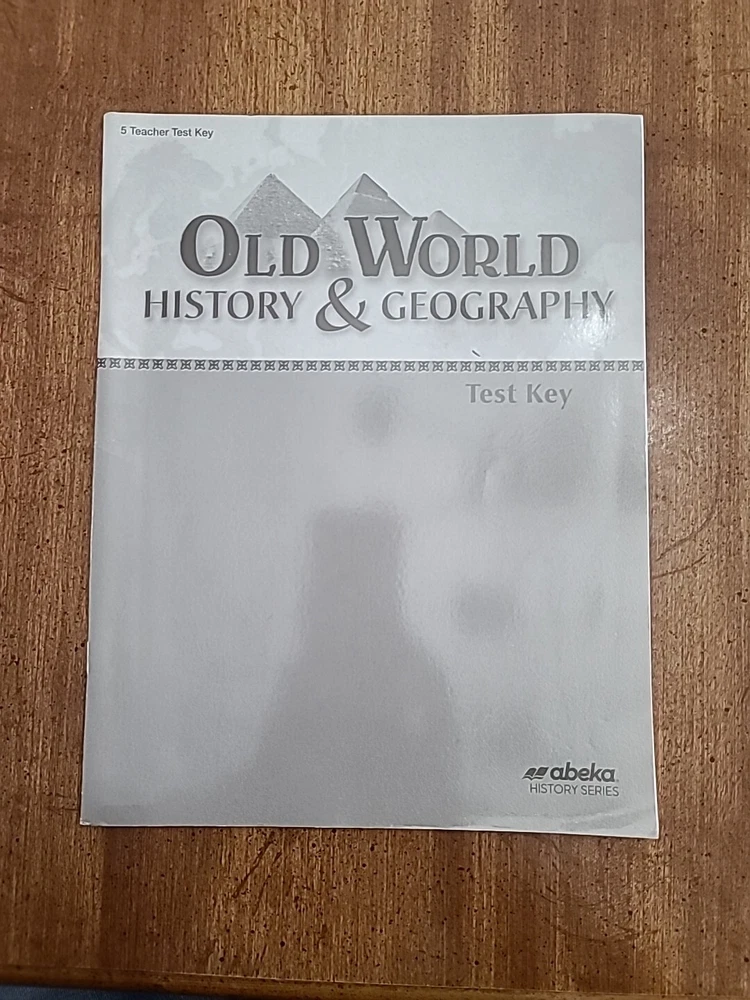 5 Teacher Test Key
OLD WORLD
HISTORY & GEOGRAPHY
Test Key
abeka
HISTORY SERIES